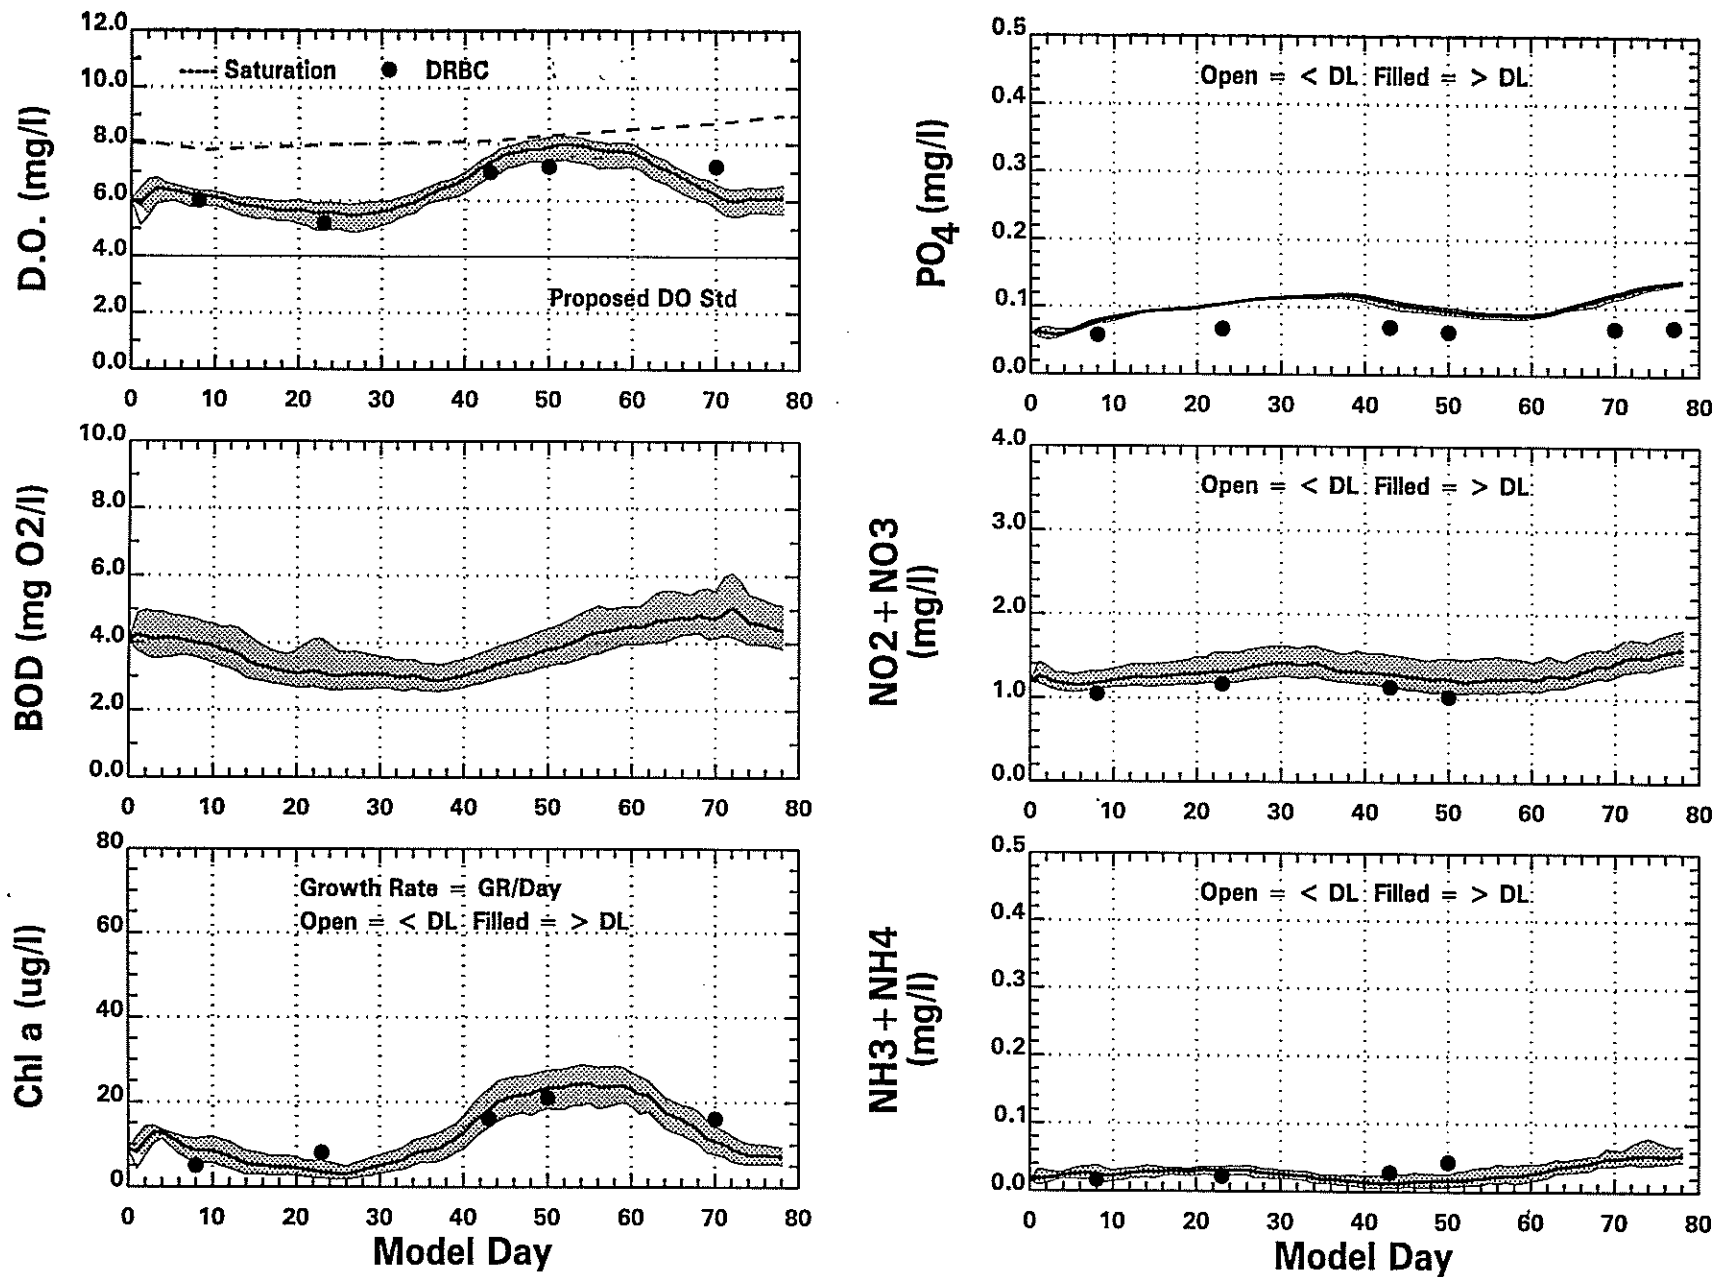 D.O. (mg/l)
12.0
10.0
8.0
6.0
4.0
2.0
0.0
Saturation
DRBC
Proposed DO Std
0 10 20 30 40 50 60 70 80
PO4 (mg/l)
0.5
0.4
0.3
0.2
0.1
0.0
Open = < DL Filled = > DL
0 10 20 30 40 50 60 70 80
BOD (mg O2/l)
10.0
8.0
6.0
4.0
2.0
0.0
0 10 20 30 40 50 60 70 80
NO2+NO3
(mg/l)
4.0
3.0
2.0
1.0
0.0
Open = < DL Filled = > DL
0 10 20 30 40 50 60 70 80
Chl a (ug/l)
80
60
40
20
0
Growth Rate = GR/Day
Open = < DL Filled = > DL
0 10 20 30 40 50 60 70 80
Model Day
NH3+NH4
(mg/l)
0.5
0.4
0.3
0.2
0.1
0.0
Open = < DL Filled = > DL
0 10 20 30 40 50 60 70 80
Model Day